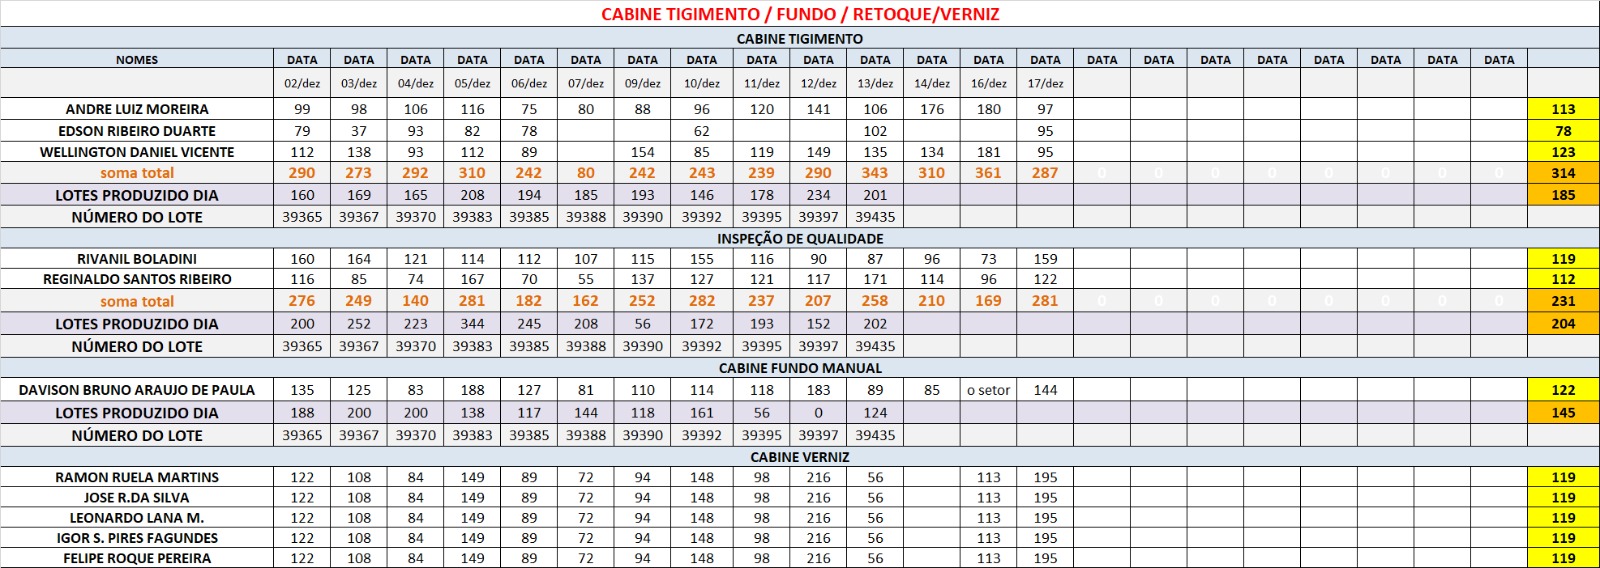 CABINE TIGIMENTO / FUNDO / RETOQUE/VERNIZ
CABINE TIGIMENTO
NOMES DATA DATA DATA DATA DATA DATA DATA DATA DATA DATA DATA DATA DATA DATA DATA DATA DATA DATA DATA DATA DATA DATA
02/dez 03/dez 04/dez 05/dez 06/dez 07/dez 09/dez 10/dez 11/dez 12/dez 13/dez 14/dez 16/dez 17/dez
ANDRE LUIZ MOREIRA 99 98 106 116 75 80 88 96 120 141 106 176 180 97 113
EDSON RIBEIRO DUARTE 79 37 93 82 78 62 102 95 78
WELLINGTON DANIEL VICENTE 112 138 93 112 89 154 85 119 149 135 134 181 95 123
soma total 290 273 292 310 242 80 242 243 239 290 343 310 361 287 0 0 0 0 0 0 0 0 314
LOTES PRODUZIDO DIA 160 169 165 208 194 185 193 146 178 234 201 185
NÚMERO DO LOTE 39365 39367 39370 39383 39385 39388 39390 39392 39395 39397 39435
INSPEÇÃO DE QUALIDADE
RIVANIL BOLADINI 160 164 121 114 112 107 115 155 116 90 87 96 73 159 119
REGINALDO SANTOS RIBEIRO 116 85 74 167 70 55 137 127 121 117 171 114 96 122 112
soma total 276 249 140 281 182 162 252 282 237 207 258 210 169 281 0 0 0 0 0 0 0 0 231
LOTES PRODUZIDO DIA 200 252 223 344 245 208 56 172 193 152 202 204
NÚMERO DO LOTE 39365 39367 39370 39383 39385 39388 39390 39392 39395 39397 39435
CABINE FUNDO MANUAL
DAVISON BRUNO ARAUJO DE PAULA 135 125 83 188 127 81 110 114 118 183 89 85 o setor 144 122
LOTES PRODUZIDO DIA 188 200 200 138 117 144 118 161 56 0 124 145
NÚMERO DO LOTE 39365 39367 39370 39383 39385 39388 39390 39392 39395 39397 39435
CABINE VERNIZ
RAMON RUELA MARTINS 122 108 84 149 89 72 94 148 98 216 56 113 195 119
JOSE R.DA SILVA 122 108 84 149 89 72 94 148 98 216 56 113 195 119
LEONARDO LANA M. 122 108 84 149 89 72 94 148 98 216 56 113 195 119
IGOR S. PIRES FAGUNDES 122 108 84 149 89 72 94 148 98 216 56 113 195 119
FELIPE ROQUE PEREIRA 122 108 84 149 89 72 94 148 98 216 56 113 195 119